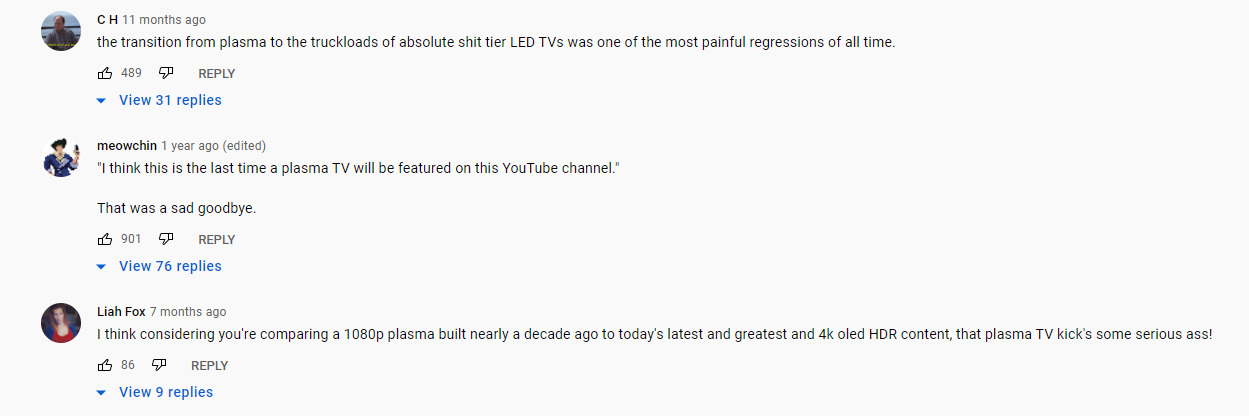 C H 11 months ago
the transition from plasma to the truckloads of absolute shit tier LED TVs was one of the most painful regressions of all time.
489 REPLY
View 31 replies
meowchin 1 year ago (edited)
"I think this is the last time a plasma TV will be featured on this YouTube channel."
That was a sad goodbye.
901 REPLY
View 76 replies
Liah Fox 7 months ago
I think considering you're comparing a 1080p plasma built nearly a decade ago to today's latest and greatest and 4k oled HDR content, that plasma TV kick's some serious ass!
86 REPLY
View 9 replies